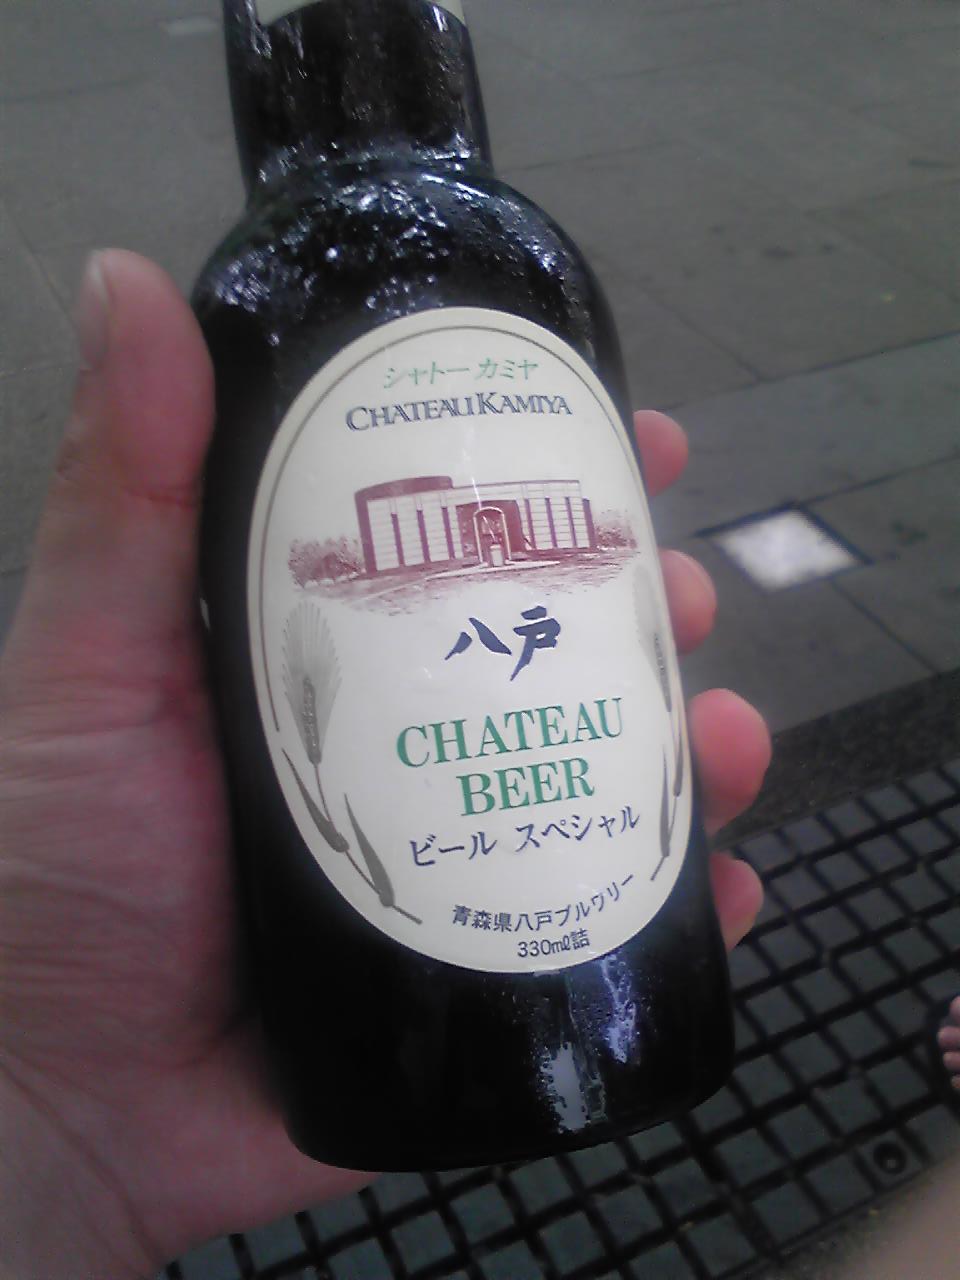 シャトー カミヤ
CHATEAU KAMIYA
八戸
CHATEAU
BEER
ビール スペシャル
青森県八戸ブルワリー
330mℓ詰